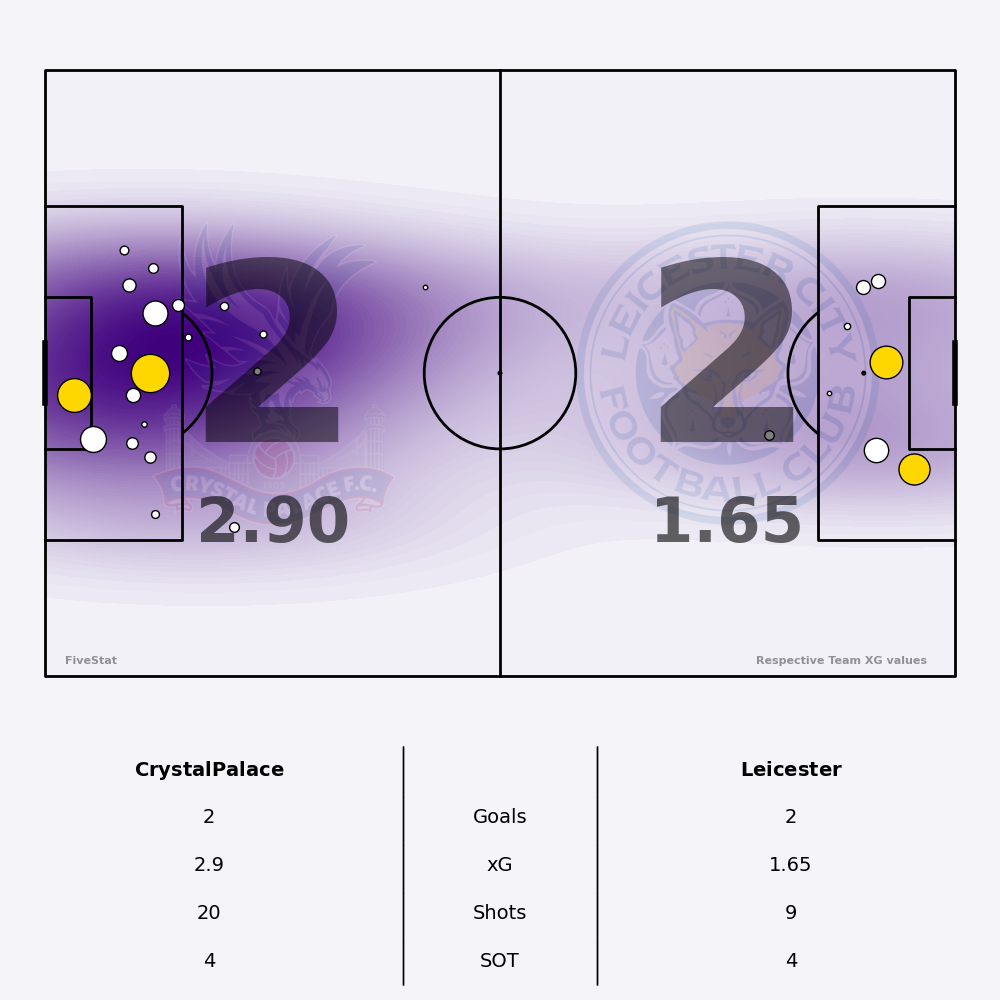 2
2
LEICESTER CITY
FOOTBALL CLUB
CRYSTAL PALACE F.C.
2.90
1.65
FiveStat
Respective Team XG values
CrystalPalace
Leicester
2
Goals
2
2.9
xG
1.65
20
Shots
9
4
SOT
4